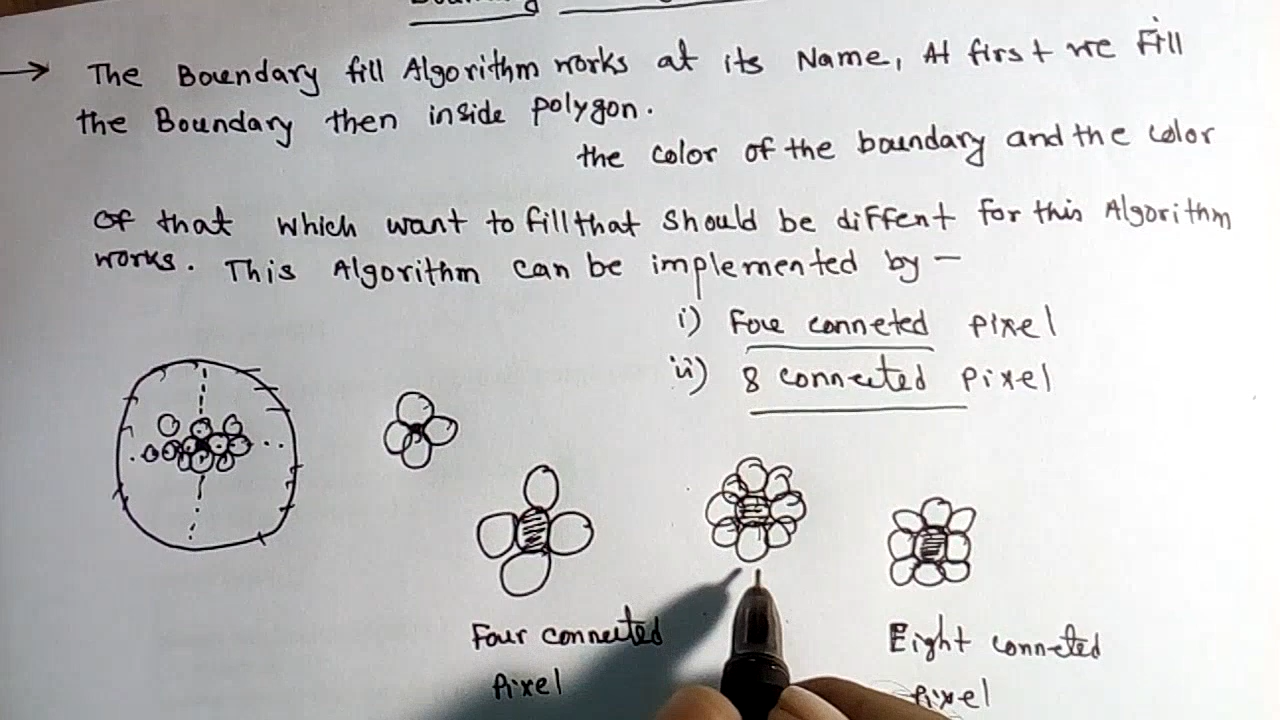 → The Boundary fill Algorithm works at its Name, At first we Fill
the Boundary then inside polygon.
the color of the boundary and the color
of that which want to fill that should be diffent for this Algorithm
works. This Algorithm can be implemented by —
i) Four conneted pixel
ii) 8 connected pixel
Four connected
Pixel
Eight connected
pixel